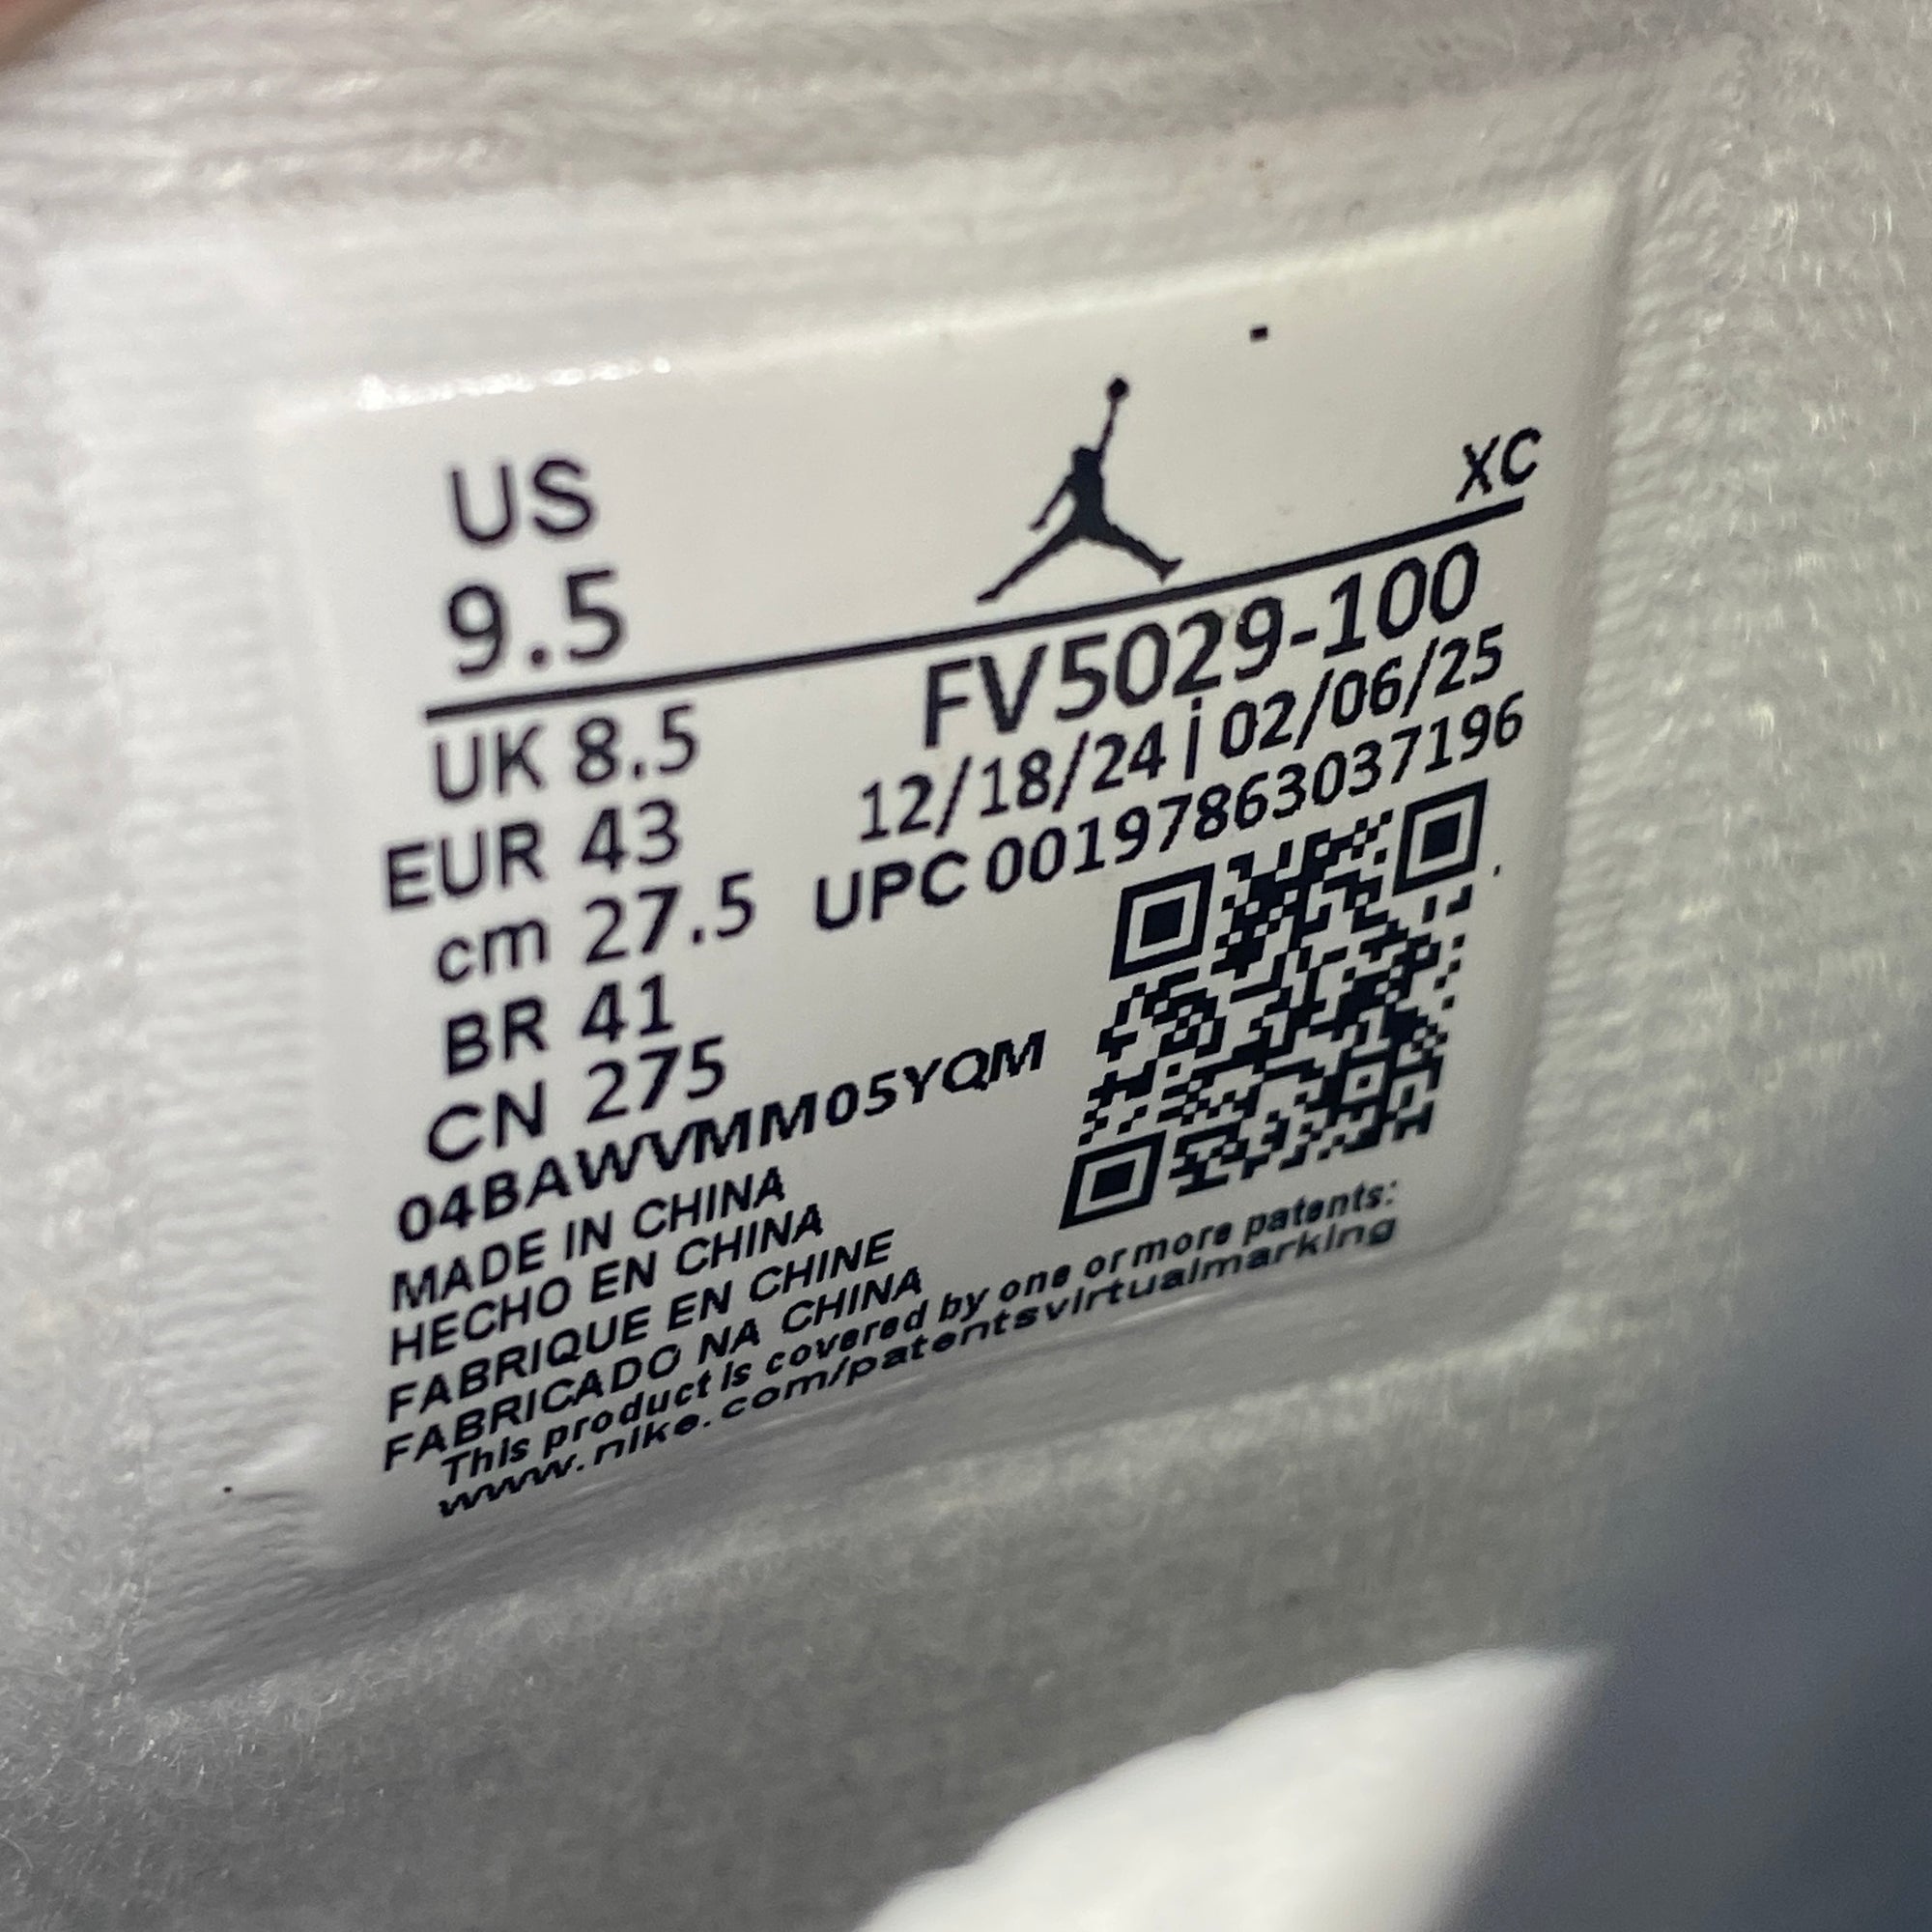 US
9.5
XC
UK 8.5
EUR 43
cm 27.5
BR 41
CN 275
FV5029-100
12/18/24 | 02/06/25
UPC 00197863037196
04BAWVMM05YQM
MADE IN CHINA
HECHO EN CHINA
FABRIQUE EN CHINE
FABRICADO NA CHINA
This product is covered by one or more patents:
www.nike.com/patentsvirtualmarking